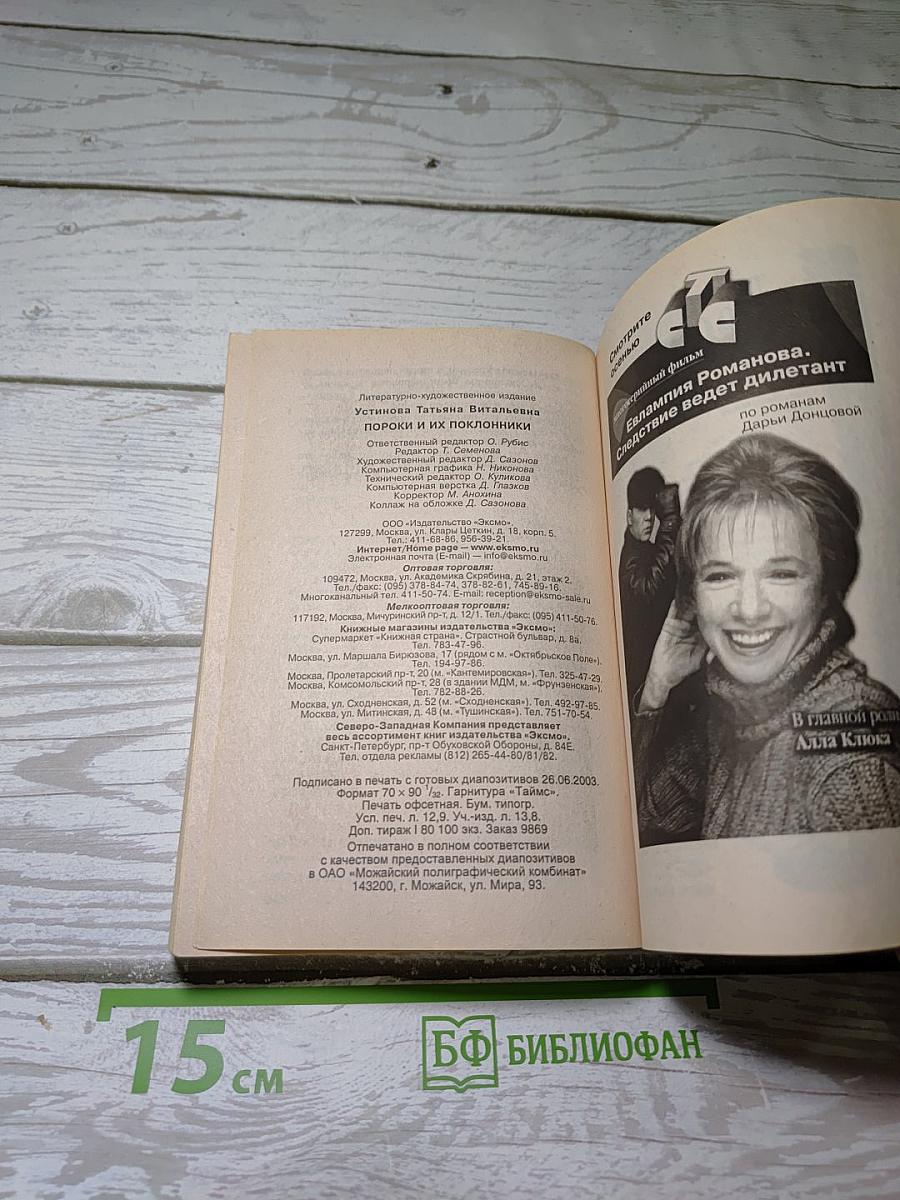 Литературно-художественное издание
Устинова Татьяна Витальевна
ПОРОКИ И ИХ ПОКЛОННИКИ
Ответственный редактор О. Рубис
Редактор Т. Семенова
Художественный редактор Д. Сазонов
Компьютерная графика Н. Никонова
Технический редактор О. Куликова
Компьютерная верстка Д. Глазков
Корректор М. Анохина
Коллаж на обложке Д. Сазонова
ООО «Издательство «Эксмо».
127299, Москва, ул. Клары Цеткин, д. 18, корп. 5.
Тел.: 411-68-86, 956-39-21.
Интернет/Home page — www.eksmo.ru
Электронная почта (E-mail) — info@eksmo.ru
Оптовая торговля:
109472, Москва, ул. Академика Скрябина, д. 21, этаж 2.
Тел./факс: (095) 378-84-74, 378-82-61, 745-89-16.
Многоканальный тел. 411-50-74. E-mail: reception@eksmo-sale.ru
Мелкооптовая торговля:
117192, Москва, Мичуринский пр-т, д. 12/1. Тел./факс: (095) 411-50-76.
Книжные магазины издательства «Эксмо»:
Супермаркет «Книжная страна». Страстной бульвар, д. 8а.
Тел. 783-47-96.
Москва, ул. Маршала Бирюзова, 17 (рядом с м. «Октябрьское Поле»).
Тел. 194-97-86.
Москва, Пролетарский пр-т, 20 (м. «Кантемировская»). Тел. 325-47-29.
Москва, Комсомольский пр-т, 28 (в здании МДМ, м. «Фрунзенская»).
Тел. 782-88-26.
Москва, ул. Сходненская, д. 52 (м. «Сходненская»). Тел. 492-97-85.
Москва, ул. Митинская, д. 48 (м. «Тушинская»). Тел. 751-70-54.
Северо-Западная Компания представляет
весь ассортимент книг издательства «Эксмо».
Санкт-Петербург, пр-т Обуховской Обороны, д. 84Е.
Тел. отдела рекламы (812) 265-44-80/81/82.
Подписано в печать с готовых диапозитивов 26.06.2003.
Формат 70 × 90 1/32. Гарнитура «Таймс».
Печать офсетная. Бум. типогр.
Усл. печ. л. 12,9. Уч.-изд. л. 13,8.
Доп. тираж I 80 100 экз. Заказ 9869
Отпечатано в полном соответствии
с качеством предоставленных диапозитивов
в ОАО «Можайский полиграфический комбинат»
143200, г. Можайск, ул. Мира, 93.
Смотрите
осенью
СТС
фильм
Евлампия Романова.
Следствие ведет дилетант
по романам
Дарьи Донцовой
В главной роли
Алла Клюка
15 см
БФ БИБЛИОФАН